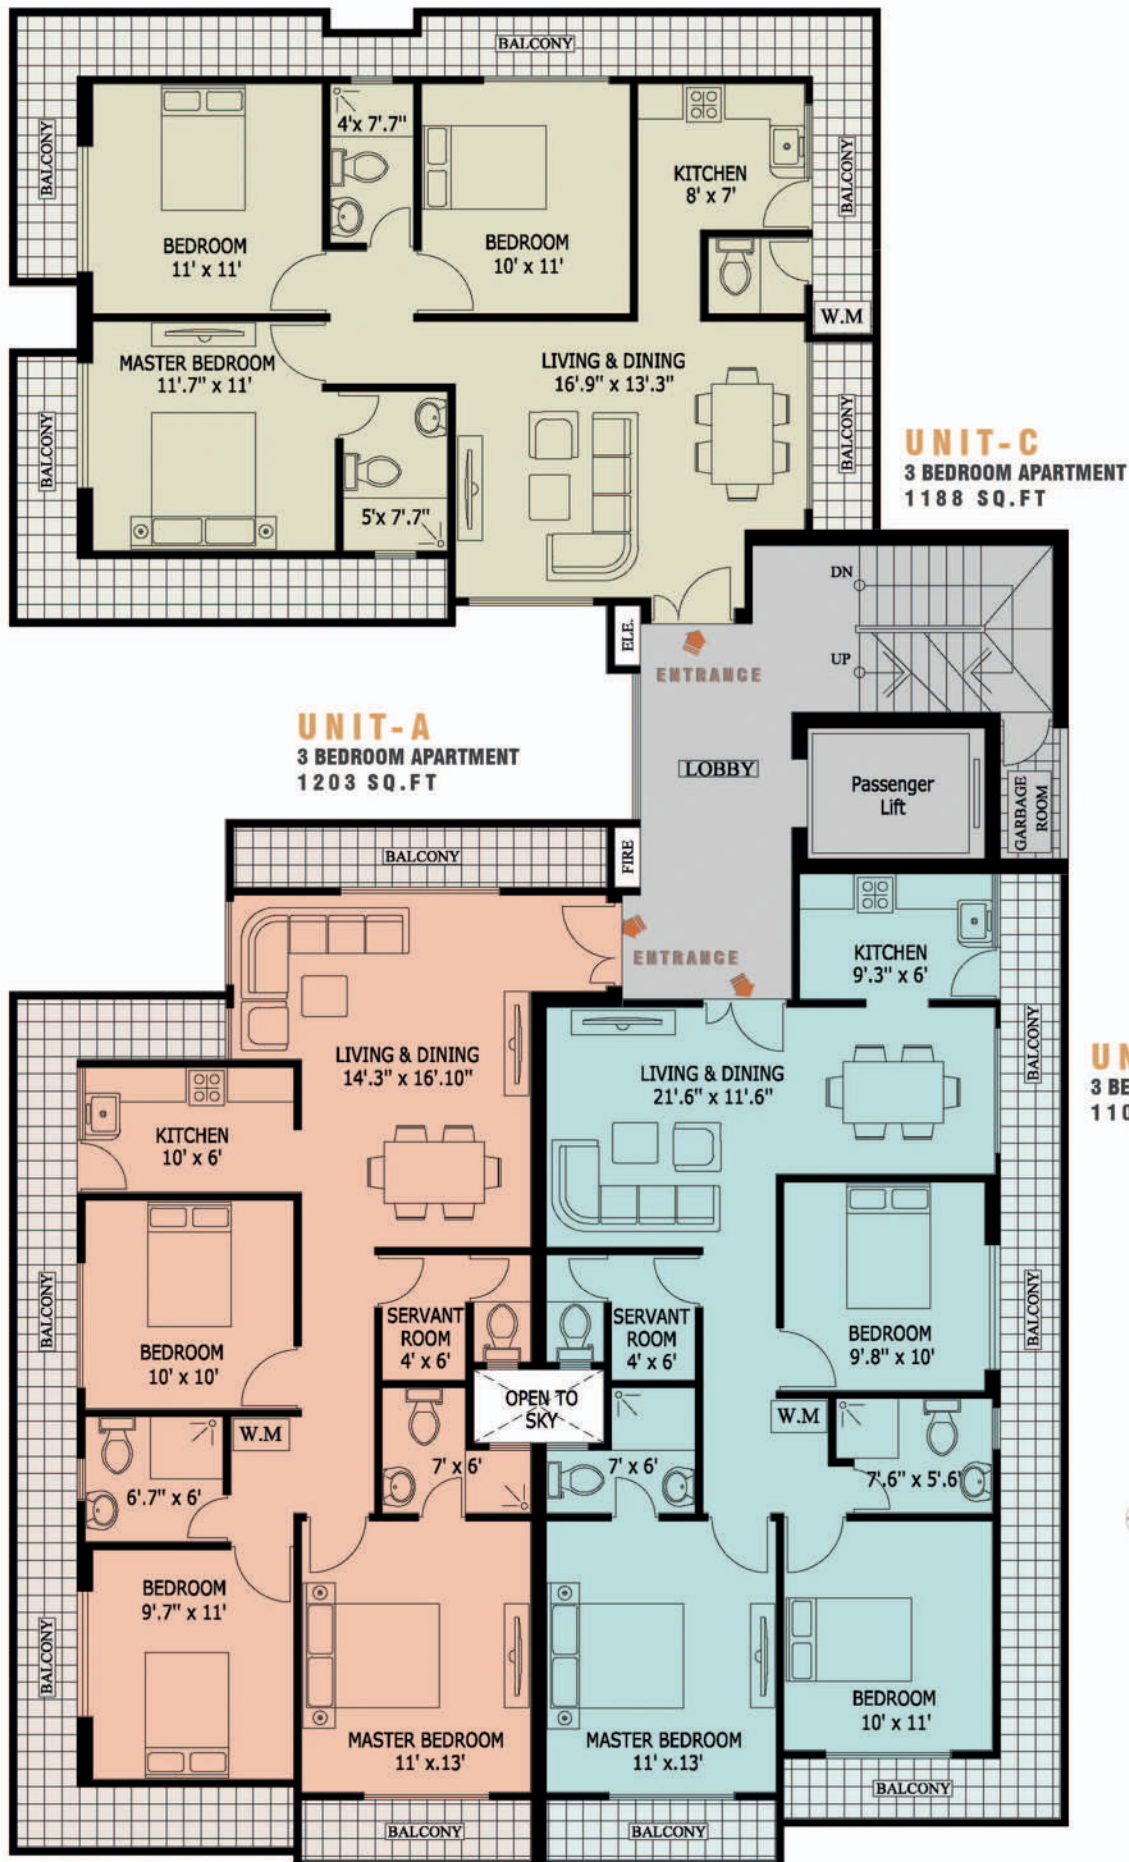 BALCONY
4'x 7'.7"
BALCONY
BEDROOM
11' x 11'
BEDROOM
10' x 11'
KITCHEN
8' x 7'
BALCONY
W.M
MASTER BEDROOM
11'.7" x 11'
BALCONY
5'x 7'.7"
LIVING & DINING
16'.9" x 13'.3"
BALCONY
UNIT-C
3 BEDROOM APARTMENT
1188 SQ.FT
DN
UP
ELE.
ENTRANCE
UNIT-A
3 BEDROOM APARTMENT
1203 SQ.FT
LOBBY
Passenger
Lift
GARBAGE
ROOM
BALCONY
FIRE
ENTRANCE
KITCHEN
9'.3" x 6'
BALCONY
LIVING & DINING
14'.3" x 16'.10"
LIVING & DINING
21'.6" x 11'.6"
UN
3 BE
110
KITCHEN
10' x 6'
BALCONY
BEDROOM
10' x 10'
SERVANT
ROOM
4' x 6'
SERVANT
ROOM
4' x 6'
BEDROOM
9'.8" x 10'
BALCONY
OPEN TO
SKY
W.M
W.M
6'.7" x 6'
7' x 6'
7' x 6'
7'.6" x 5'.6'
BEDROOM
9'.7" x 11'
BALCONY
MASTER BEDROOM
11' x.13'
MASTER BEDROOM
11' x.13'
BEDROOM
10' x 11'
BALCONY
BALCONY
BALCONY